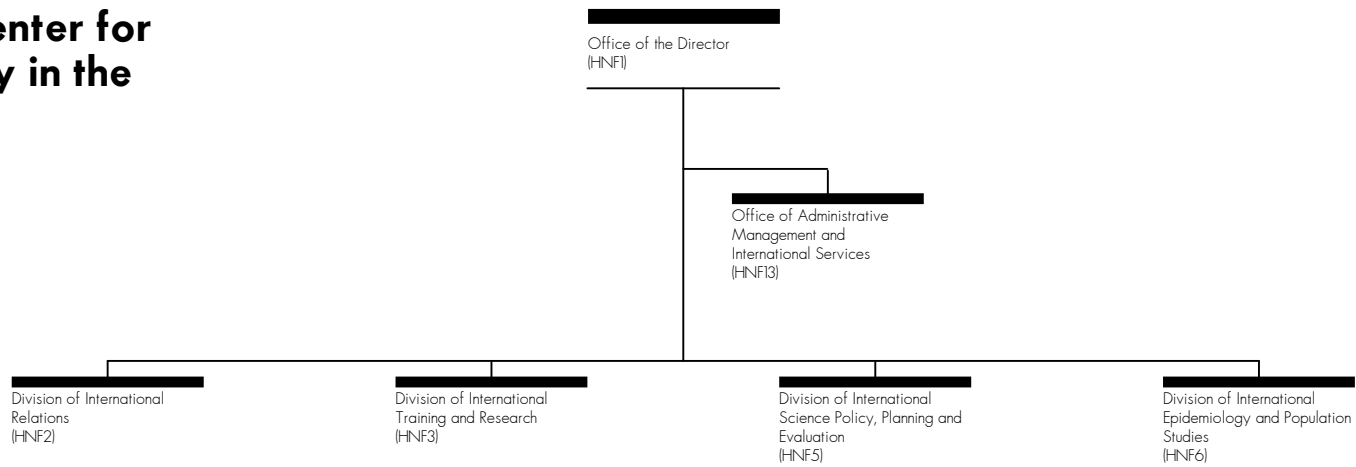 enter for
y in the
Office of the Director
(HNF1)
Office of Administrative
Management and
International Services
(HNF13)
Division of International
Relations
(HNF2)
Division of International
Training and Research
(HNF3)
Division of International
Science Policy, Planning and
Evaluation
(HNF5)
Division of International
Epidemiology and Population
Studies
(HNF6)